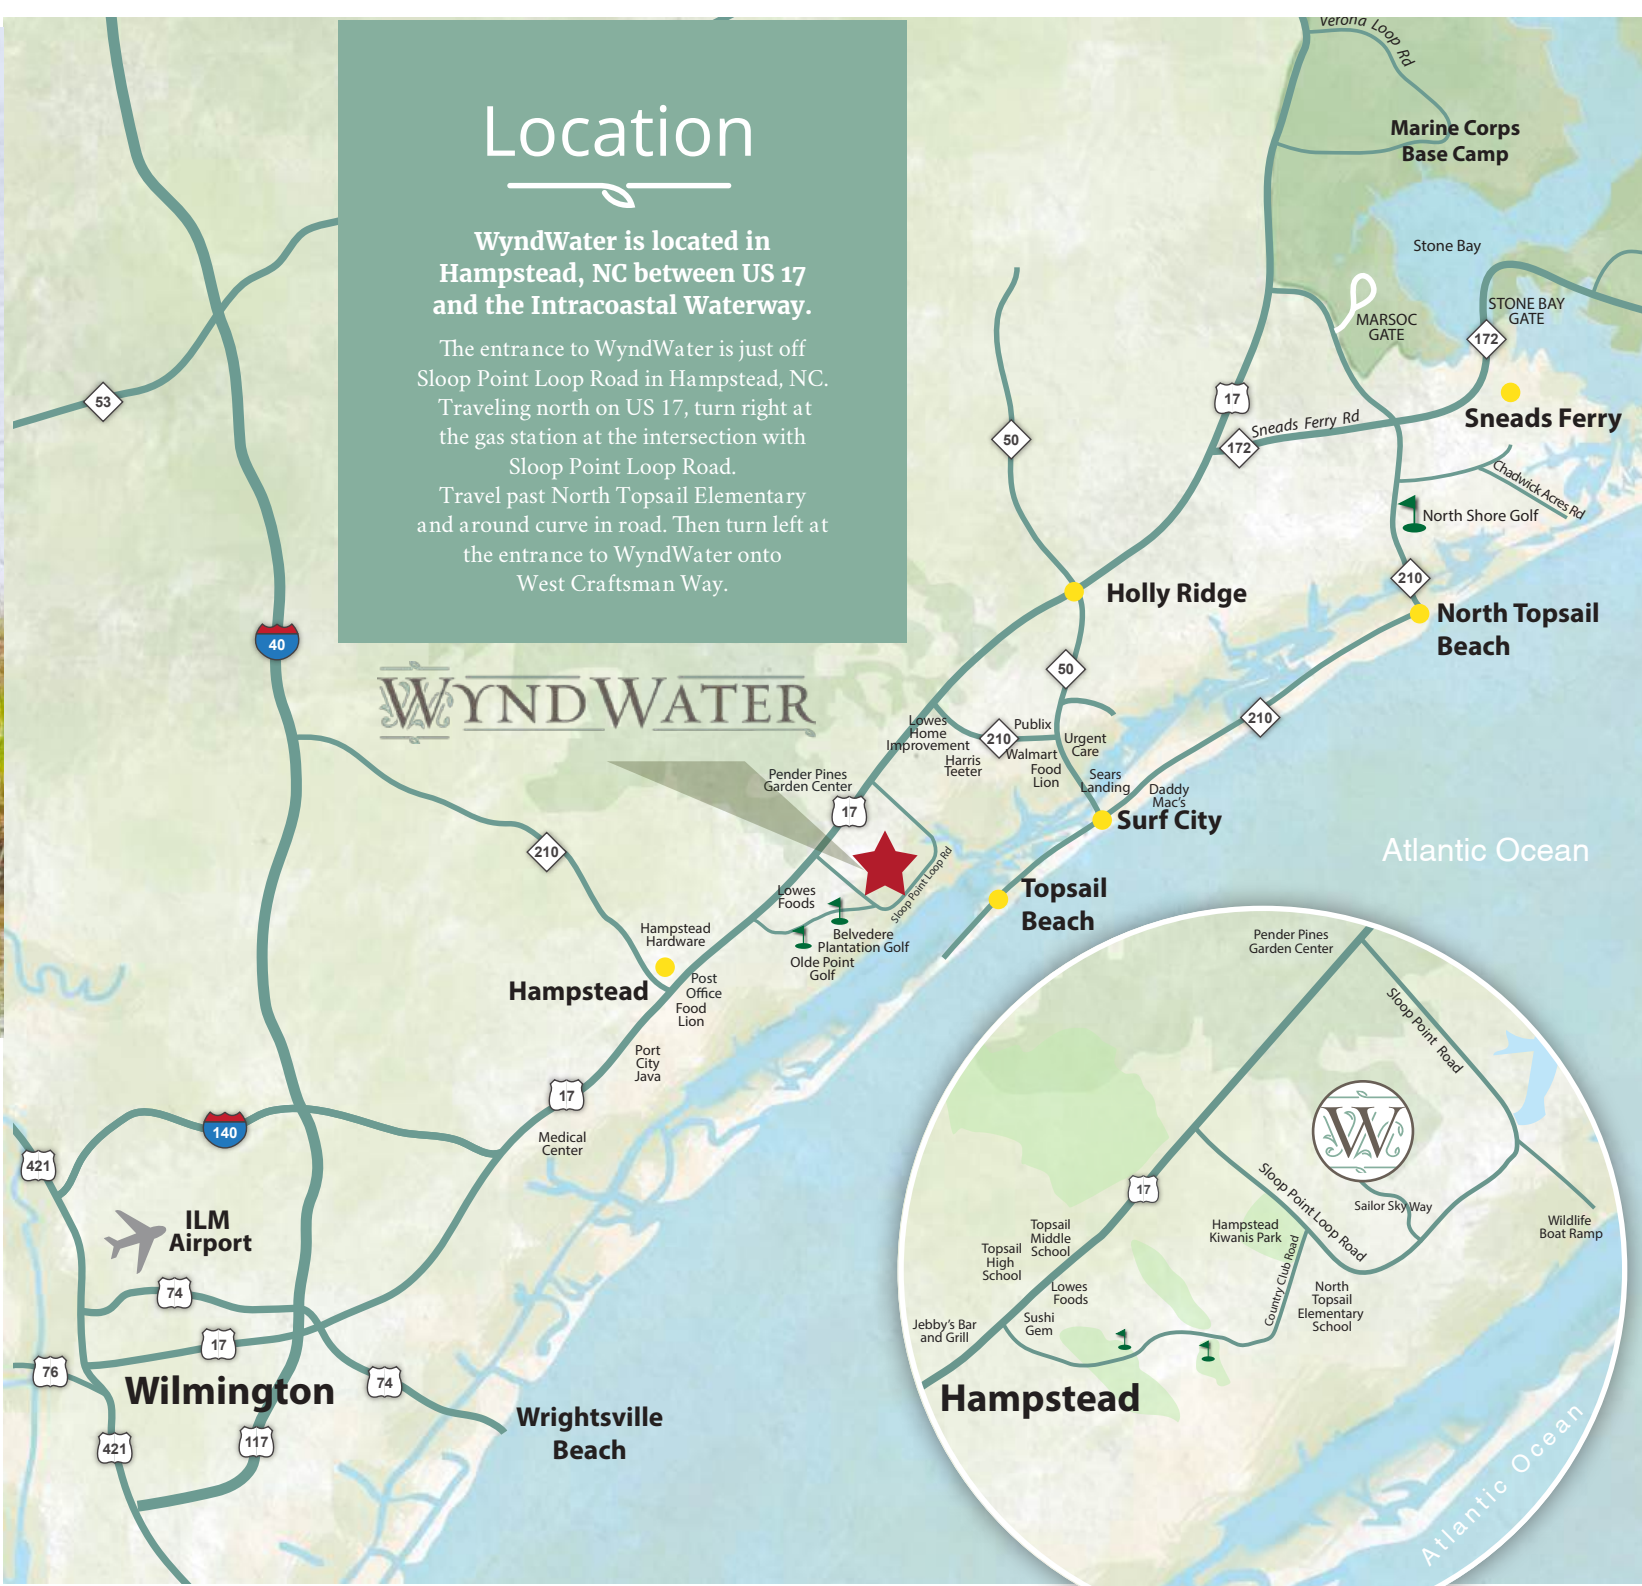 Location
WyndWater is located in
Hampstead, NC between US 17
and the Intracoastal Waterway.
The entrance to WyndWater is just off
Sloop Point Loop Road in Hampstead, NC.
Traveling north on US 17, turn right at
the gas station at the intersection with
Sloop Point Loop Road.
Travel past North Topsail Elementary
and around curve in road. Then turn left at
the entrance to WyndWater onto
West Craftsman Way.
Verona Loop Rd
Marine Corps
Base Camp
Stone Bay
STONE BAY
GATE
MARSOC
GATE
172
53
17
Sneads Ferry
Sneads Ferry Rd
172
50
Chadwick Acres Rd
North Shore Golf
210
Holly Ridge
North Topsail
Beach
40
50
WYNDWATER
210
Lowes
Home
Improvement
Publix
210
Urgent
Care
Harris
Teeter
Walmart
Food
Lion
Sears
Landing
Daddy
Mac's
Pender Pines
Garden Center
17
Surf City
Atlantic Ocean
210
Sloop Point Loop Rd
Lowes
Foods
Topsail
Beach
Belvedere
Plantation Golf
Olde Point
Golf
Hampstead
Hardware
Hampstead
Post
Office
Food
Lion
Port
City
Java
17
Medical
Center
140
421
ILM
Airport
74
17
76
Wilmington
74
Wrightsville
Beach
421
117
Pender Pines
Garden Center
Sloop Point Road
W
17
Sloop Point Loop Road
Sailor Sky Way
Wildlife
Boat Ramp
Hampstead
Kiwanis Park
Topsail
Middle
School
Topsail
High
School
Country Club Road
Lowes
Foods
North
Topsail
Elementary
School
Sushi
Gem
Jebby's Bar
and Grill
Hampstead
Atlantic Ocean